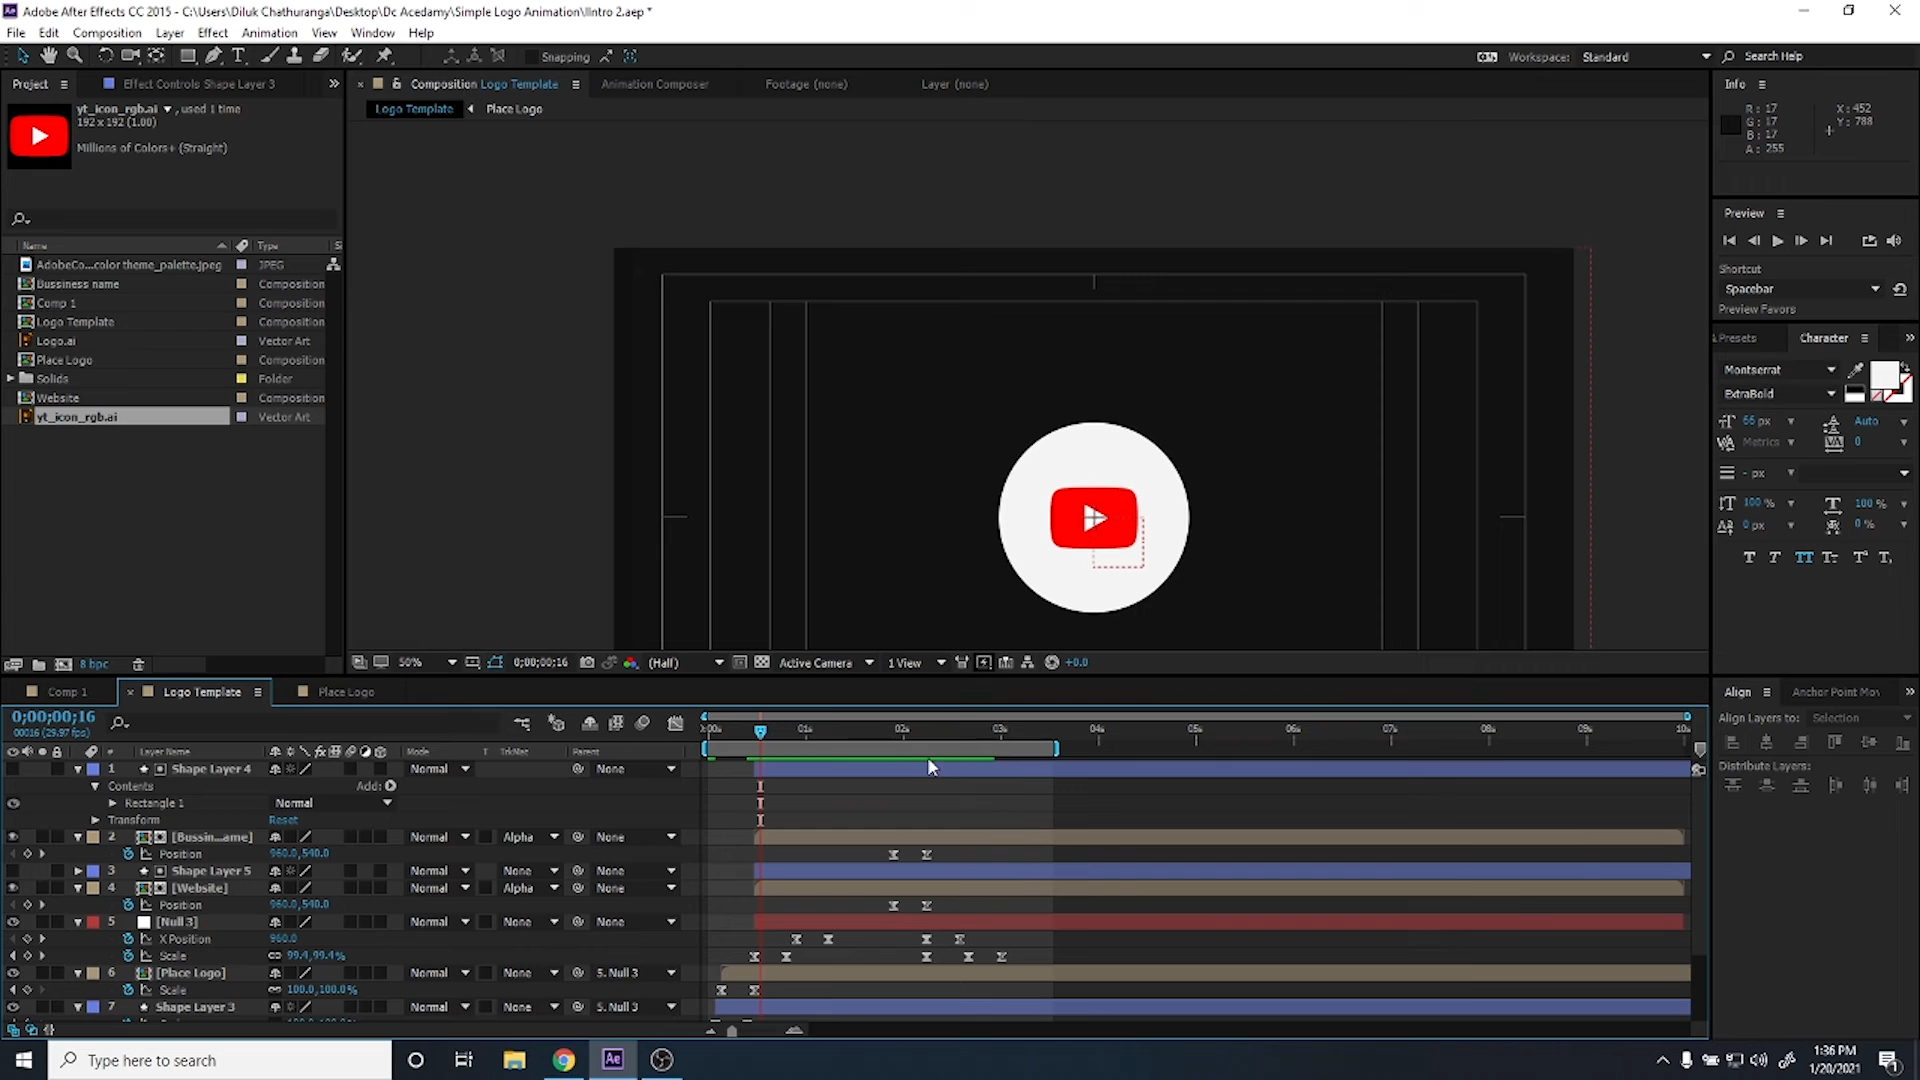 Adobe After Effects CC 2015 - C:\Users\Diluk Chathuranga\Desktop\Dc Acedamy\Simple Logo Animation\IIntro 2.aep *
File Edit Composition Layer Effect Animation View Window Help
Snapping
Workspace: Standard
Search Help
Project
Effect Controls Shape Layer 3
Composition Logo Template
Animation Composer
Footage (none)
Layer (none)
Info
Logo Template
Place Logo
yt_icon_rgb.ai , used 1 time
192 x 192 (1.00)
Millions of Colors+ (Straight)
R: 17
G: 17
B: 17
A: 255
X: 452
Y: 788
Preview
Shortcut
Spacebar
Preview Favors
Name
Type
AdobeCo...color theme_palette.jpeg JPEG
Bussiness name Composition
Comp 1 Composition
Logo Template Composition
Logo.ai Vector Art
Place Logo Composition
Solids Folder
Website Composition
yt_icon_rgb.ai Vector Art
Presets
Character
Montserrat
ExtraBold
66 px
Auto
Metrics
0
- px
100 %
100 %
0 px
0 %
8 bpc
50%
0;00;00;16
(Half)
Active Camera
1 View
+0.0
Comp 1
Logo Template
Place Logo
Align
Anchor Point Mov
Align Layers to: Selection
Distribute Layers:
0;00;00;16
00016 (29.97 fps)
:00s 01s 02s 03s 04s 05s 06s 07s 08s 09s 10s
# Layer Name Mode T TrkMat Parent
1 Shape Layer 4 Normal None
Contents Add:
Rectangle 1 Normal
Transform Reset
2 [Bussin...ame] Normal Alpha None
Position 960.0,540.0
3 Shape Layer 5 Normal None None
4 [Website] Normal Alpha None
Position 960.0,540.0
5 [Null 3] Normal None None
X Position 960.0
Scale 99.4,99.4%
6 [Place Logo] Normal None 5. Null 3
Scale 100.0,100.0%
7 Shape Layer 3 Normal None 5. Null 3
Type here to search
Ae
1:36 PM
1/20/2021